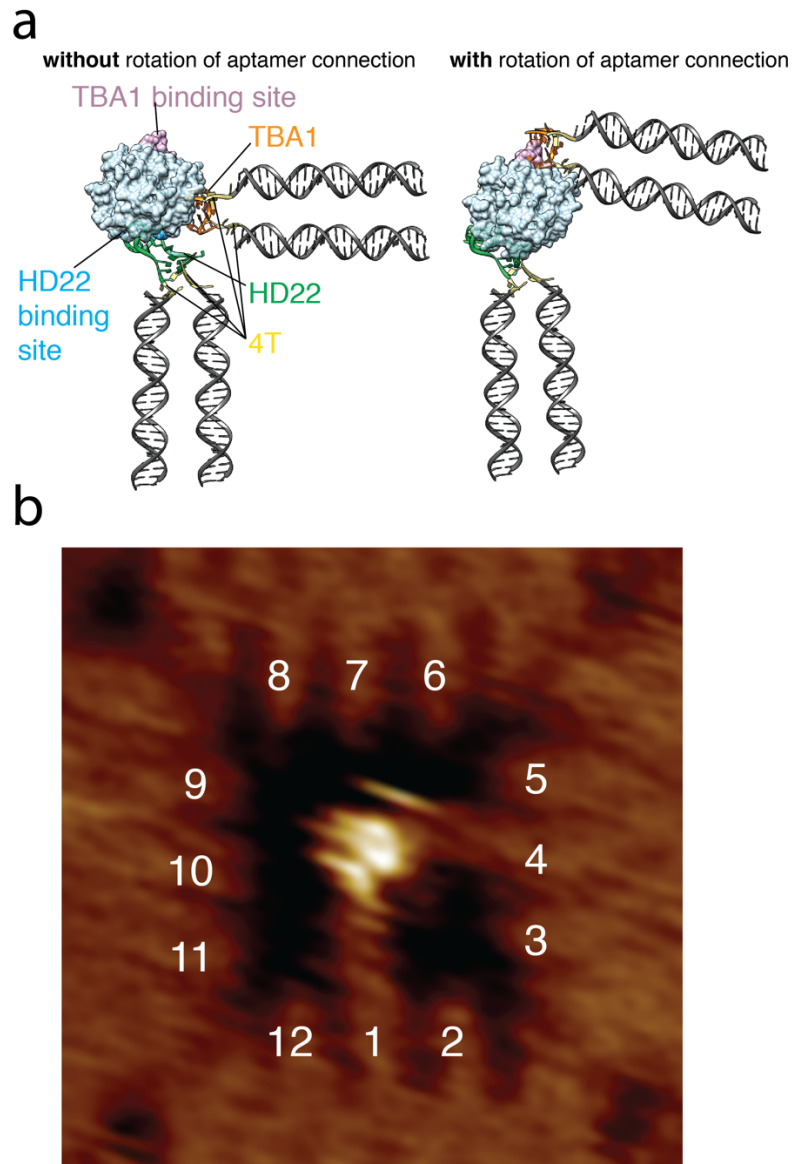 a
without rotation of aptamer connection
with rotation of aptamer connection
TBA1 binding site
TBA1
HD22
binding
site
HD22
4T
b
8 7 6
9 5
10 4
11 3
12 1 2